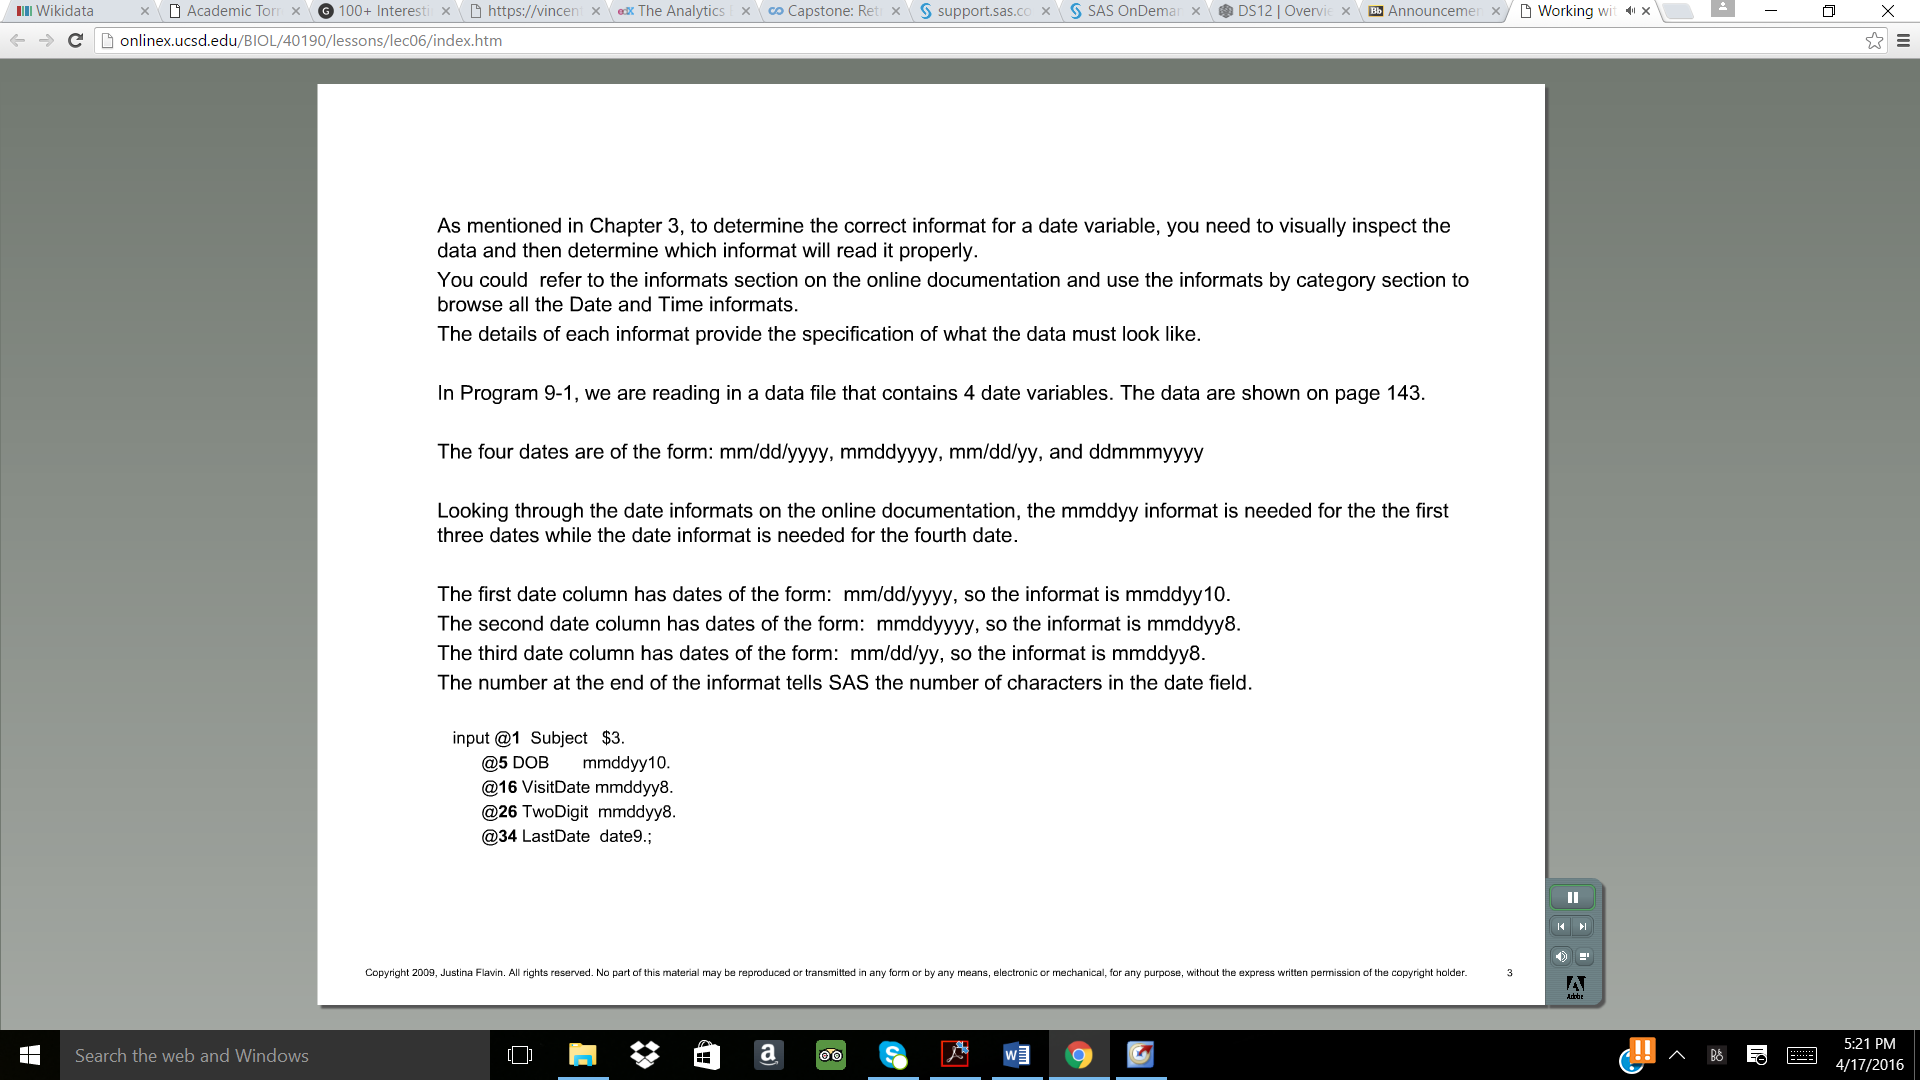 Wikidata
Academic Torr
100+ Interesti
https://vincen
edX The Analytics
Capstone: Ret
support.sas.co
SAS OnDemar
DS12 | Overvie
Bb Announcemen
Working wit
onlinex.ucsd.edu/BIOL/40190/lessons/lec06/index.htm
As mentioned in Chapter 3, to determine the correct informat for a date variable, you need to visually inspect the
data and then determine which informat will read it properly.
You could  refer to the informats section on the online documentation and use the informats by category section to
browse all the Date and Time informats.
The details of each informat provide the specification of what the data must look like.
In Program 9-1, we are reading in a data file that contains 4 date variables. The data are shown on page 143.
The four dates are of the form: mm/dd/yyyy, mmddyyyy, mm/dd/yy, and ddmmmyyyy
Looking through the date informats on the online documentation, the mmddyy informat is needed for the the first
three dates while the date informat is needed for the fourth date.
The first date column has dates of the form:  mm/dd/yyyy, so the informat is mmddyy10.
The second date column has dates of the form:  mmddyyyy, so the informat is mmddyy8.
The third date column has dates of the form:  mm/dd/yy, so the informat is mmddyy8.
The number at the end of the informat tells SAS the number of characters in the date field.
input @1  Subject   $3.
@5 DOB       mmddyy10.
@16 VisitDate mmddyy8.
@26 TwoDigit  mmddyy8.
@34 LastDate  date9.;
Copyright 2009, Justina Flavin. All rights reserved. No part of this material may be reproduced or transmitted in any form or by any means, electronic or mechanical, for any purpose, without the express written permission of the copyright holder.
3
Adobe
Search the web and Windows
5:21 PM
4/17/2016